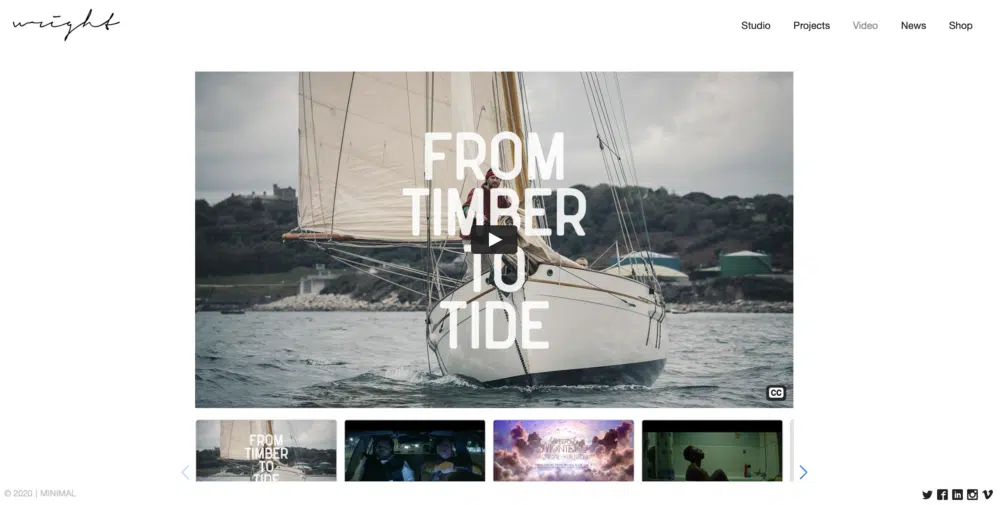 wright
Studio Projects Video News Shop
FROM
TIMBER
TO
TIDE
CC
FROM
TIMBER
TO
TIDE
© 2020 | MINIMAL